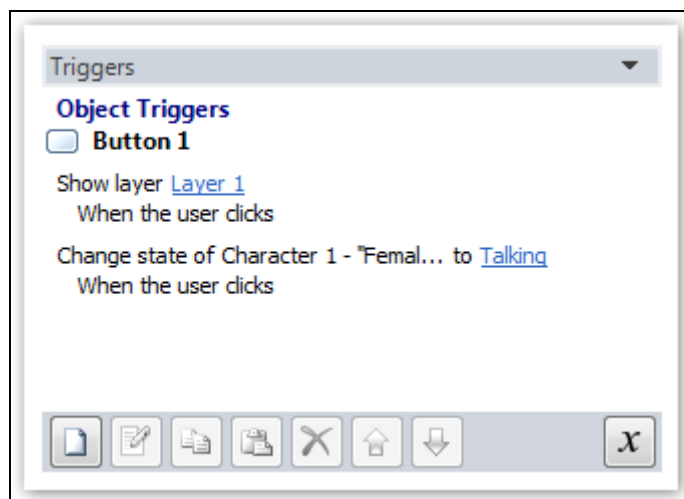 Triggers
Object Triggers
Button 1
Show layer Layer 1
When the user clicks
Change state of Character 1 - "Femal... to Talking
When the user clicks
x